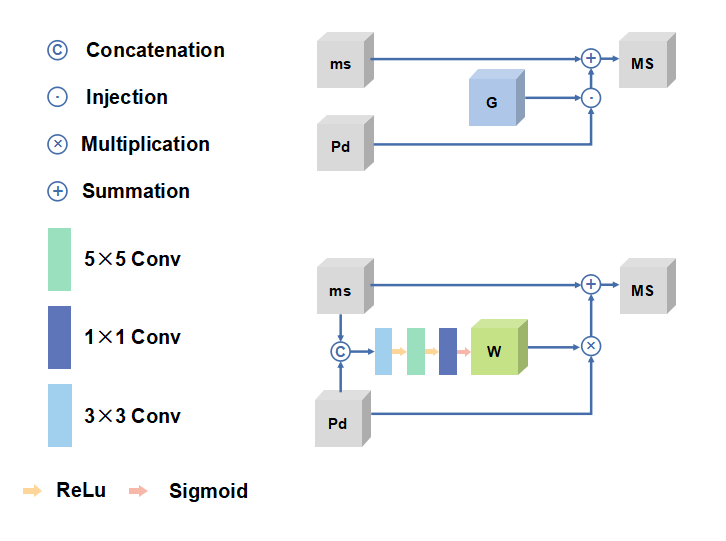 C Concatenation
· Injection
× Multiplication
+ Summation
5×5 Conv
1×1 Conv
3×3 Conv
ReLu Sigmoid
ms + MS
G ·
Pd
ms + MS
C W ×
Pd